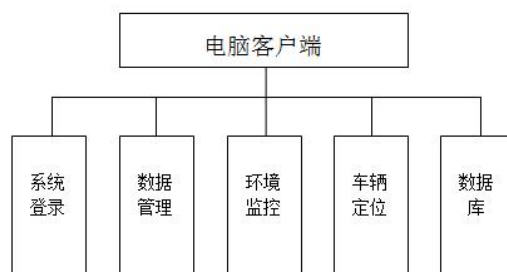 电脑客户端
系统
登录
数据
管理
环境
监控
车辆
定位
数据
库